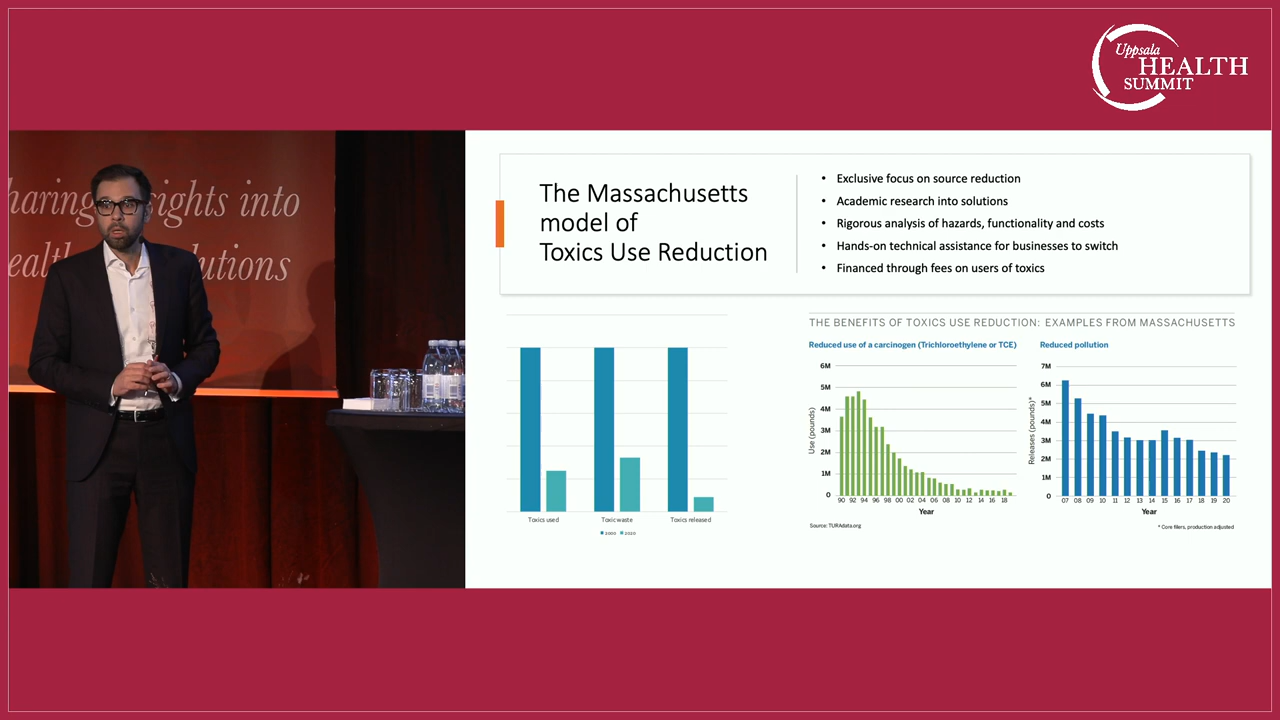 Uppsala
HEALTH
SUMMIT
into
The Massachusetts
model of
Toxics Use Reduction
• Exclusive focus on source reduction
• Academic research into solutions
• Rigorous analysis of hazards, functionality and costs
• Hands-on technical assistance for businesses to switch
• Financed through fees on users of toxics
Toxics used Toxic waste Toxics released
2000 2020
THE BENEFITS OF TOXICS USE REDUCTION: EXAMPLES FROM MASSACHUSETTS
Reduced use of a carcinogen (Trichloroethylene or TCE)
Use (pounds)
6M
5M
4M
3M
2M
1M
0
90 92 94 96 98 00 02 04 06 08 10 12 14 16 18
Year
Source: TURAdata.org
Reduced pollution
Releases (pounds)*
7M
6M
5M
4M
3M
2M
1M
0
07 08 09 10 11 12 13 14 15 16 17 18 19 20
Year
* Core filers, production adjusted